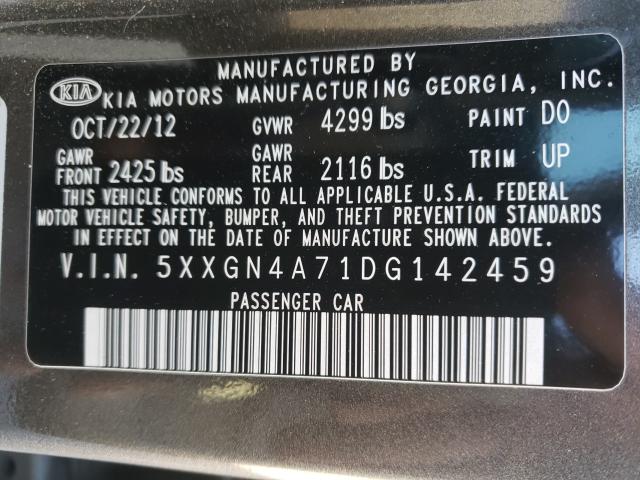 MANUFACTURED BY
KIA KIA MOTORS MANUFACTURING GEORGIA, INC.
OCT/22/12 GVWR 4299 lbs PAINT D0
GAWR FRONT 2425 lbs GAWR REAR 2116 lbs TRIM UP
THIS VEHICLE CONFORMS TO ALL APPLICABLE U.S.A. FEDERAL
MOTOR VEHICLE SAFETY, BUMPER, AND THEFT PREVENTION STANDARDS
IN EFFECT ON THE DATE OF MANUFACTURE SHOWN ABOVE.
V.I.N. 5XXGN4A71DG142459
PASSENGER CAR